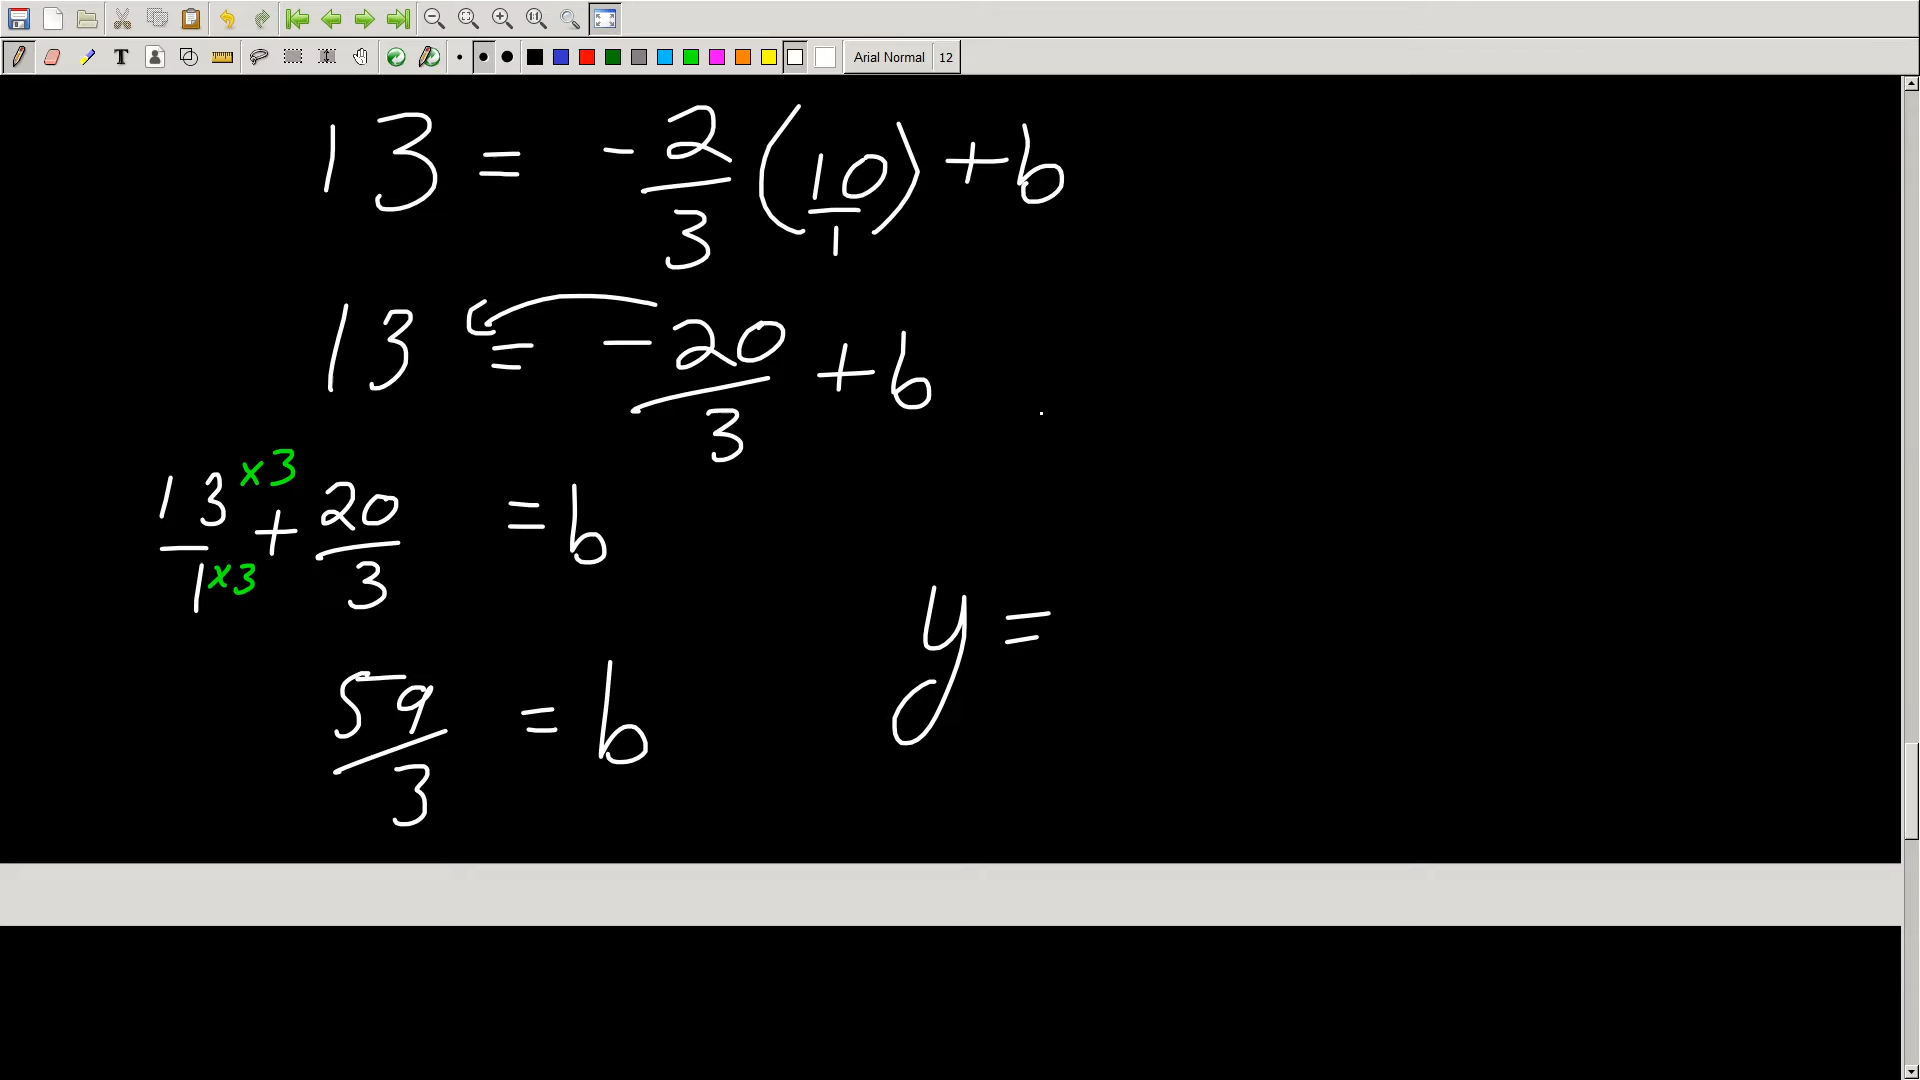 T Arial Normal 12
13 = -2/3 (10/1) + b
13 = -20/3 + b
13×3/1×3 + 20/3 = b
59/3 = b
y =